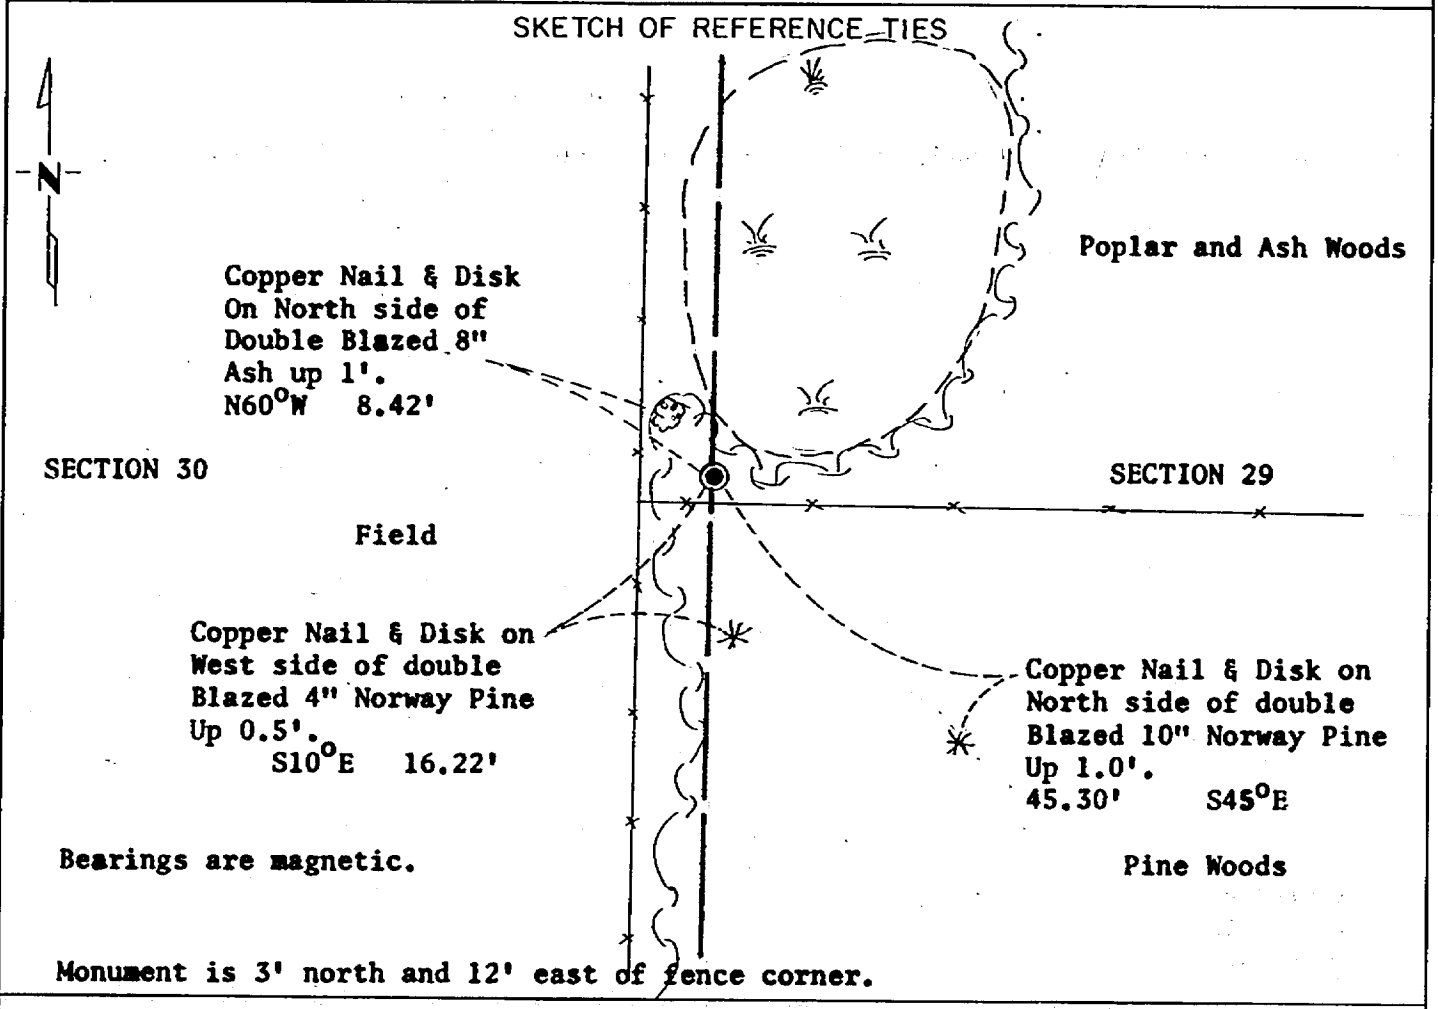 SKETCH OF REFERENCE TIES
N
Poplar and Ash Woods
Copper Nail & Disk
On North side of
Double Blazed 8"
Ash up 1'.
N60°W 8.42'
SECTION 30
SECTION 29
Field
Copper Nail & Disk on
West side of double
Blazed 4" Norway Pine
Up 0.5'.
S10°E 16.22'
Copper Nail & Disk on
North side of double
Blazed 10" Norway Pine
Up 1.0'.
45.30' S45°E
Bearings are magnetic.
Pine Woods
Monument is 3' north and 12' east of fence corner.